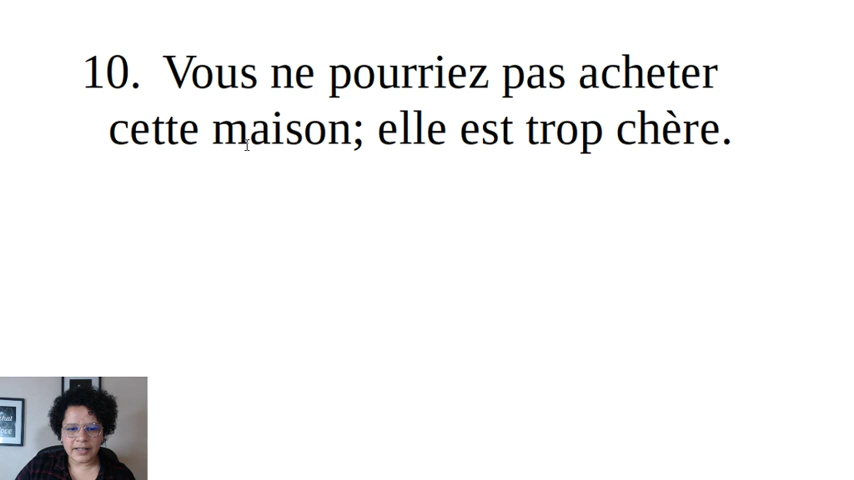 10. Vous ne pourriez pas acheter
cette maison; elle est trop chère.